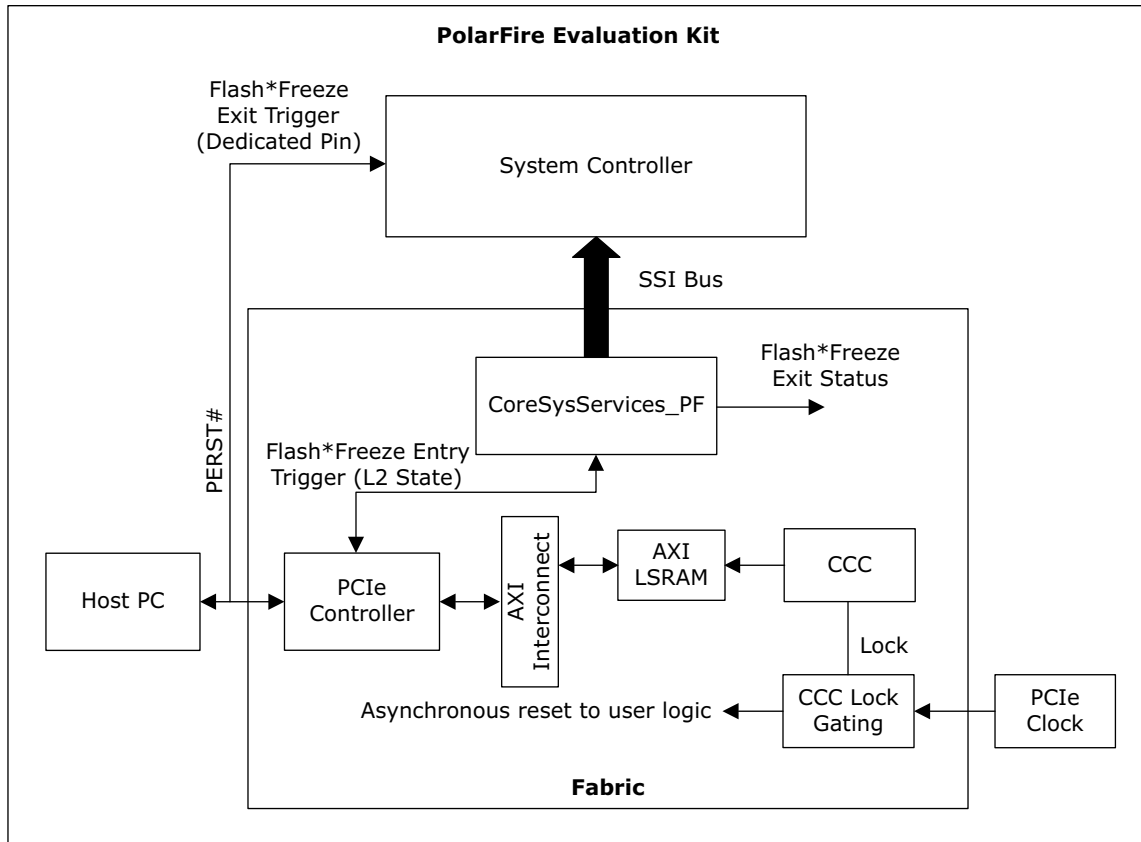 PolarFire Evaluation Kit
Flash*Freeze
Exit Trigger
(Dedicated Pin)
System Controller
SSI Bus
PERST#
CoreSysServices_PF
Flash*Freeze
Exit Status
Flash*Freeze Entry
Trigger (L2 State)
Host PC
PCIe
Controller
AXI
Interconnect
AXI
LSRAM
CCC
Lock
Asynchronous reset to user logic
CCC Lock
Gating
PCIe
Clock
Fabric